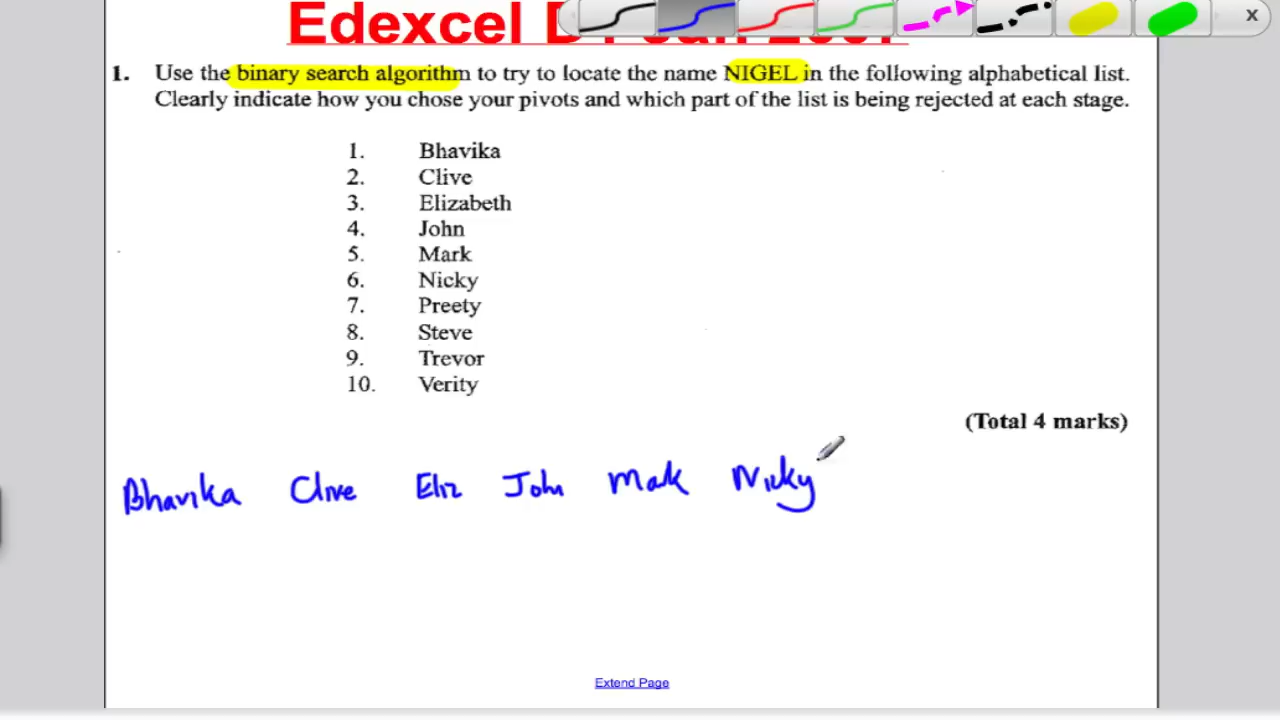 Edexcel D1 Jan 2007
x
1. Use the binary search algorithm to try to locate the name NIGEL in the following alphabetical list.
Clearly indicate how you chose your pivots and which part of the list is being rejected at each stage.
1. Bhavika
2. Clive
3. Elizabeth
4. John
5. Mark
6. Nicky
7. Preety
8. Steve
9. Trevor
10. Verity
(Total 4 marks)
Bhavika Clive Eliz John Mark Nicky
Extend Page